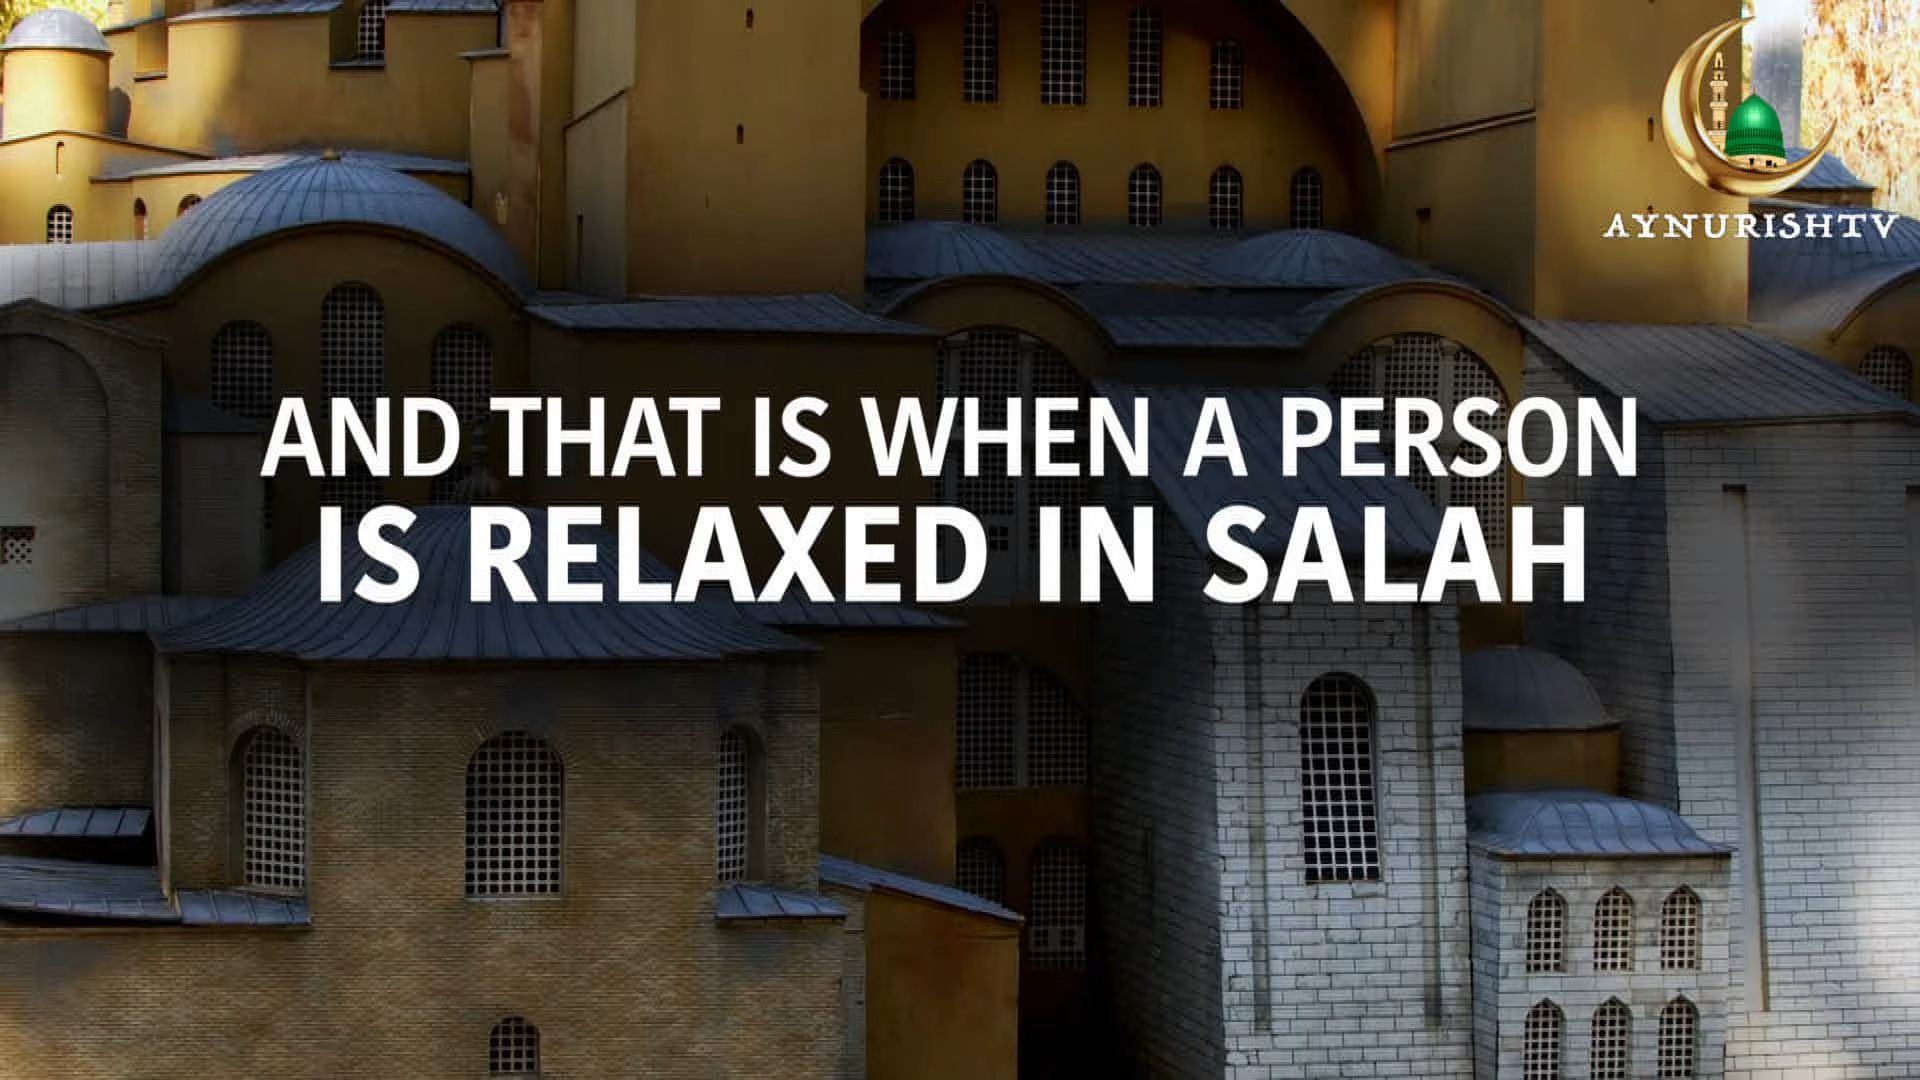 AYNURISHTV
AND THAT IS WHEN A PERSON
IS RELAXED IN SALAH